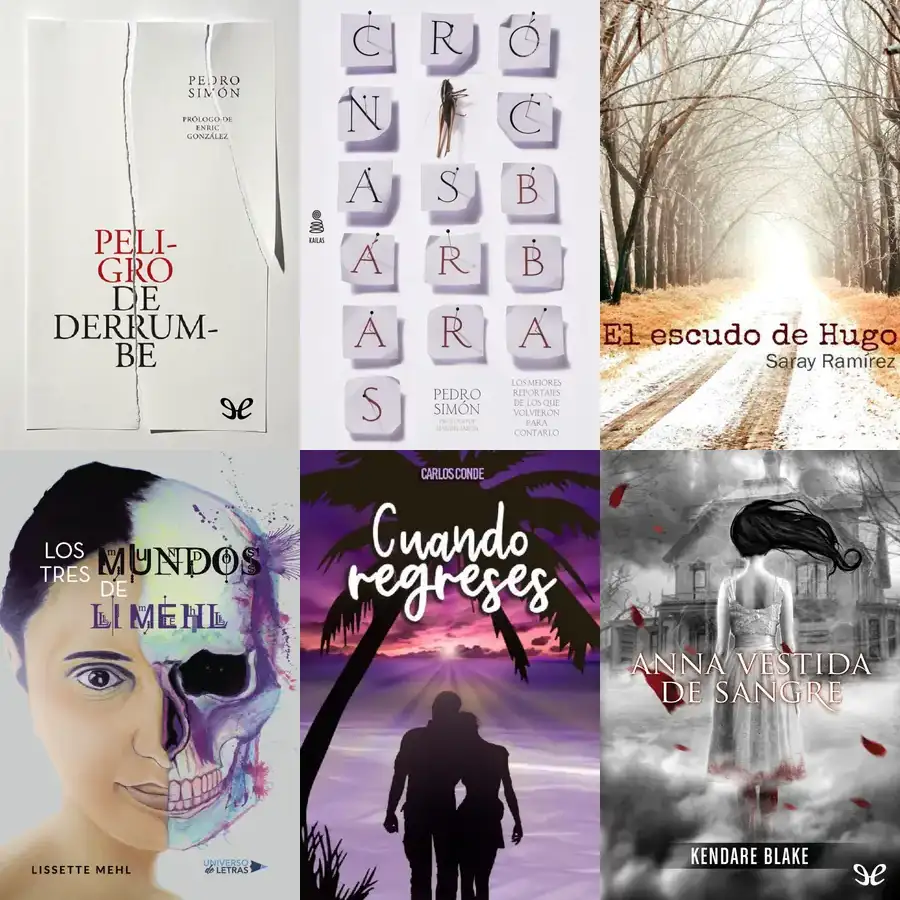 PEDRO
SIMÓN
PRÓLOGO DE
ENRIC
GONZÁLEZ
PELI-
GRO
DE
DERRUM-
BE
C R Ó
N C
A S B
Á R B
A R A
S
KAILAS
PEDRO
SIMÓN
LOS MEJORES
REPORTAJES
DE LOS QUE
VOLVIERON
PARA
CONTARLO
El escudo de Hugo
Saray Ramírez
LOS
TRES
MUNDOS
DE
LI MEHL
LISSETTE MEHL
UNIVERSO
de LETRAS
CARLOS CONDE
Cuando
regreses
ANNA VESTIDA
DE SANGRE
KENDARE BLAKE